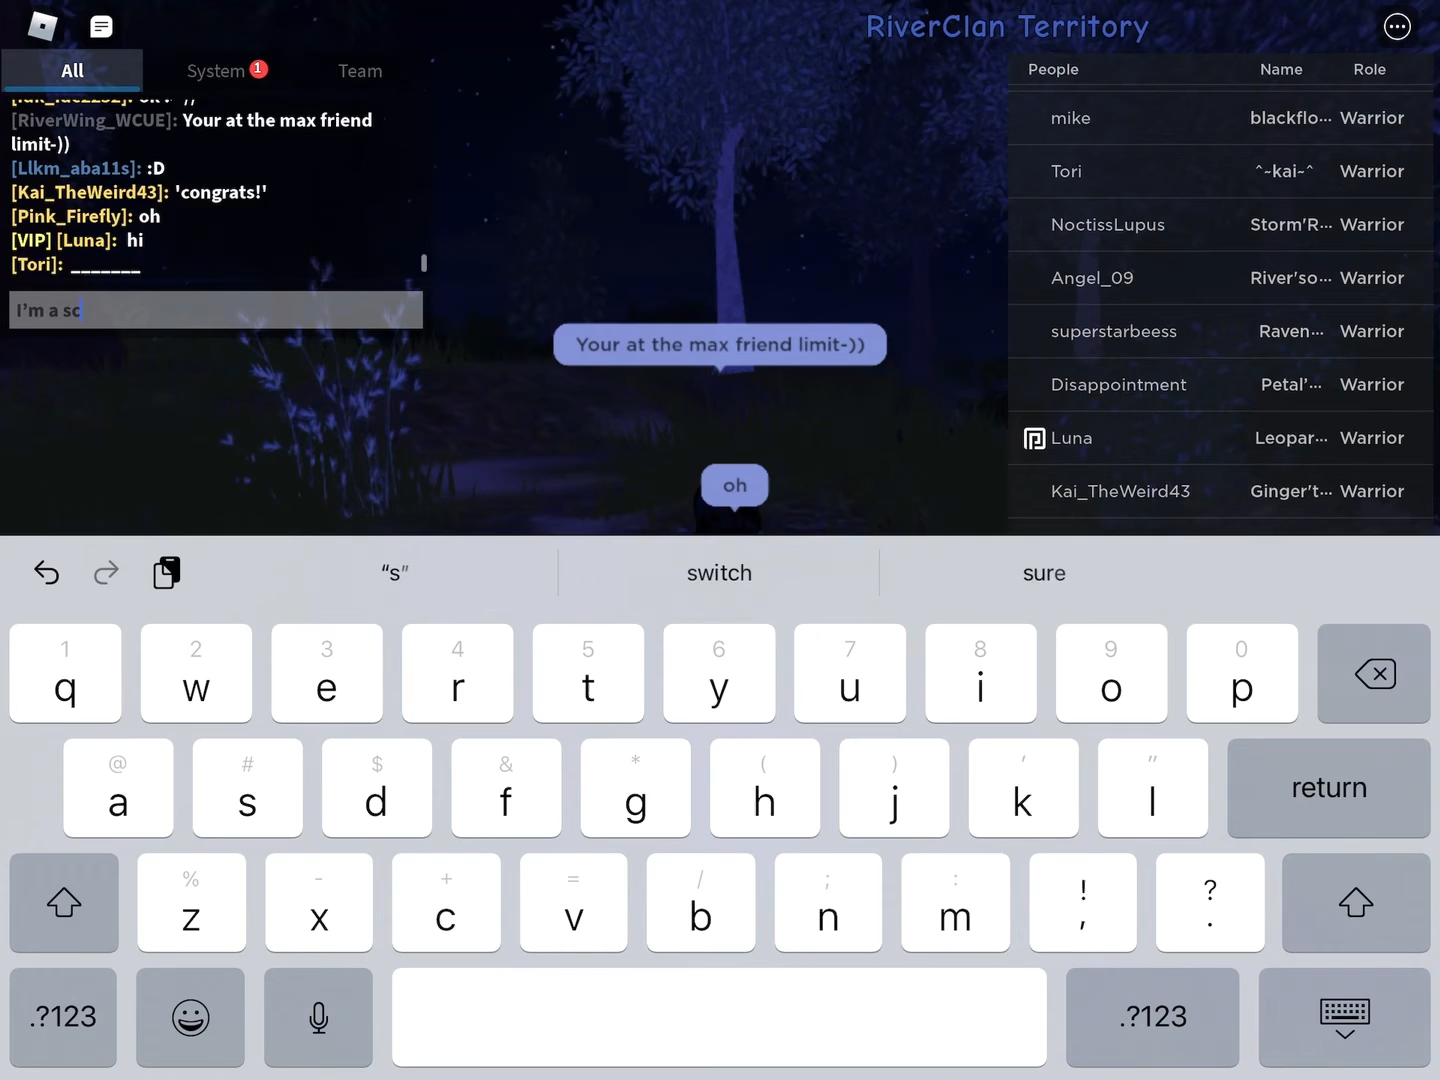 RiverClan Territory
All
System 1
Team
[RiverWing_WCUE]: Your at the max friend
limit-))
[Llkm_aba11s]: :D
[Kai_TheWeird43]: 'congrats!'
[Pink_Firefly]: oh
[VIP] [Luna]: hi
[Tori]: _______
I'm a sc
Your at the max friend limit-))
oh
People Name Role
mike blackflo... Warrior
Tori ^~kai~^ Warrior
NoctissLupus Storm'R... Warrior
Angel_09 River'so... Warrior
superstarbeess Raven... Warrior
Disappointment Petal'... Warrior
Luna Leopar... Warrior
Kai_TheWeird43 Ginger't... Warrior
“s” switch sure
1 2 3 4 5 6 7 8 9 0
q w e r t y u i o p
@ # $ & * ( ) ' "
a s d f g h j k l return
% - + = / ; : ! ?
z x c v b n m , .
.?123 .?123